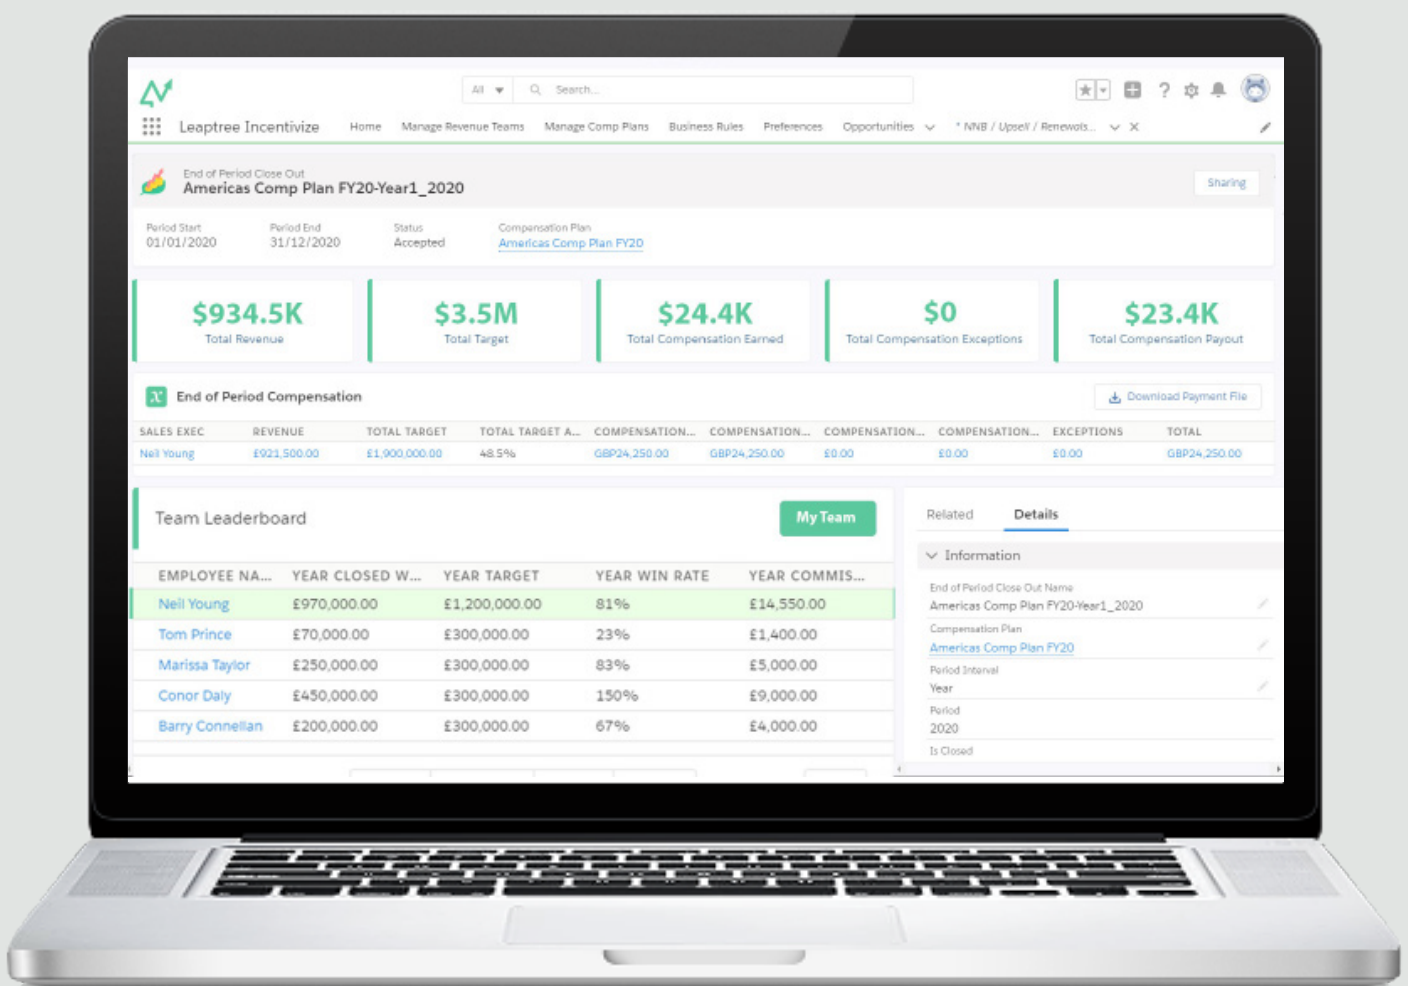 All Search...
Leaptree Incentivize Home Manage Revenue Teams Manage Comp Plans Business Rules Preferences Opportunities * NNB / Upsell / Renewals...
End of Period Close Out
Americas Comp Plan FY20-Year1_2020
Sharing
Period Start Period End Status Compensation Plan
01/01/2020 31/12/2020 Accepted Americas Comp Plan FY20
$934.5K $3.5M $24.4K $0 $23.4K
Total Revenue Total Target Total Compensation Earned Total Compensation Exceptions Total Compensation Payout
End of Period Compensation Download Payment File
SALES EXEC REVENUE TOTAL TARGET TOTAL TARGET A... COMPENSATION... COMPENSATION... COMPENSATION... COMPENSATION... EXCEPTIONS TOTAL
Neil Young £921,500.00 £1,900,000.00 48.5% GBP24,250.00 GBP24,250.00 £0.00 £0.00 £0.00 GBP24,250.00
Team Leaderboard My Team
EMPLOYEE NA... YEAR CLOSED W... YEAR TARGET YEAR WIN RATE YEAR COMMIS...
Neil Young £970,000.00 £1,200,000.00 81% £14,550.00
Tom Prince £70,000.00 £300,000.00 23% £1,400.00
Marissa Taylor £250,000.00 £300,000.00 83% £5,000.00
Conor Daly £450,000.00 £300,000.00 150% £9,000.00
Barry Connellan £200,000.00 £300,000.00 67% £4,000.00
Related Details
Information
End of Period Close Out Name
Americas Comp Plan FY20-Year1_2020
Compensation Plan
Americas Comp Plan FY20
Period Interval
Year
Period
2020
Is Closed